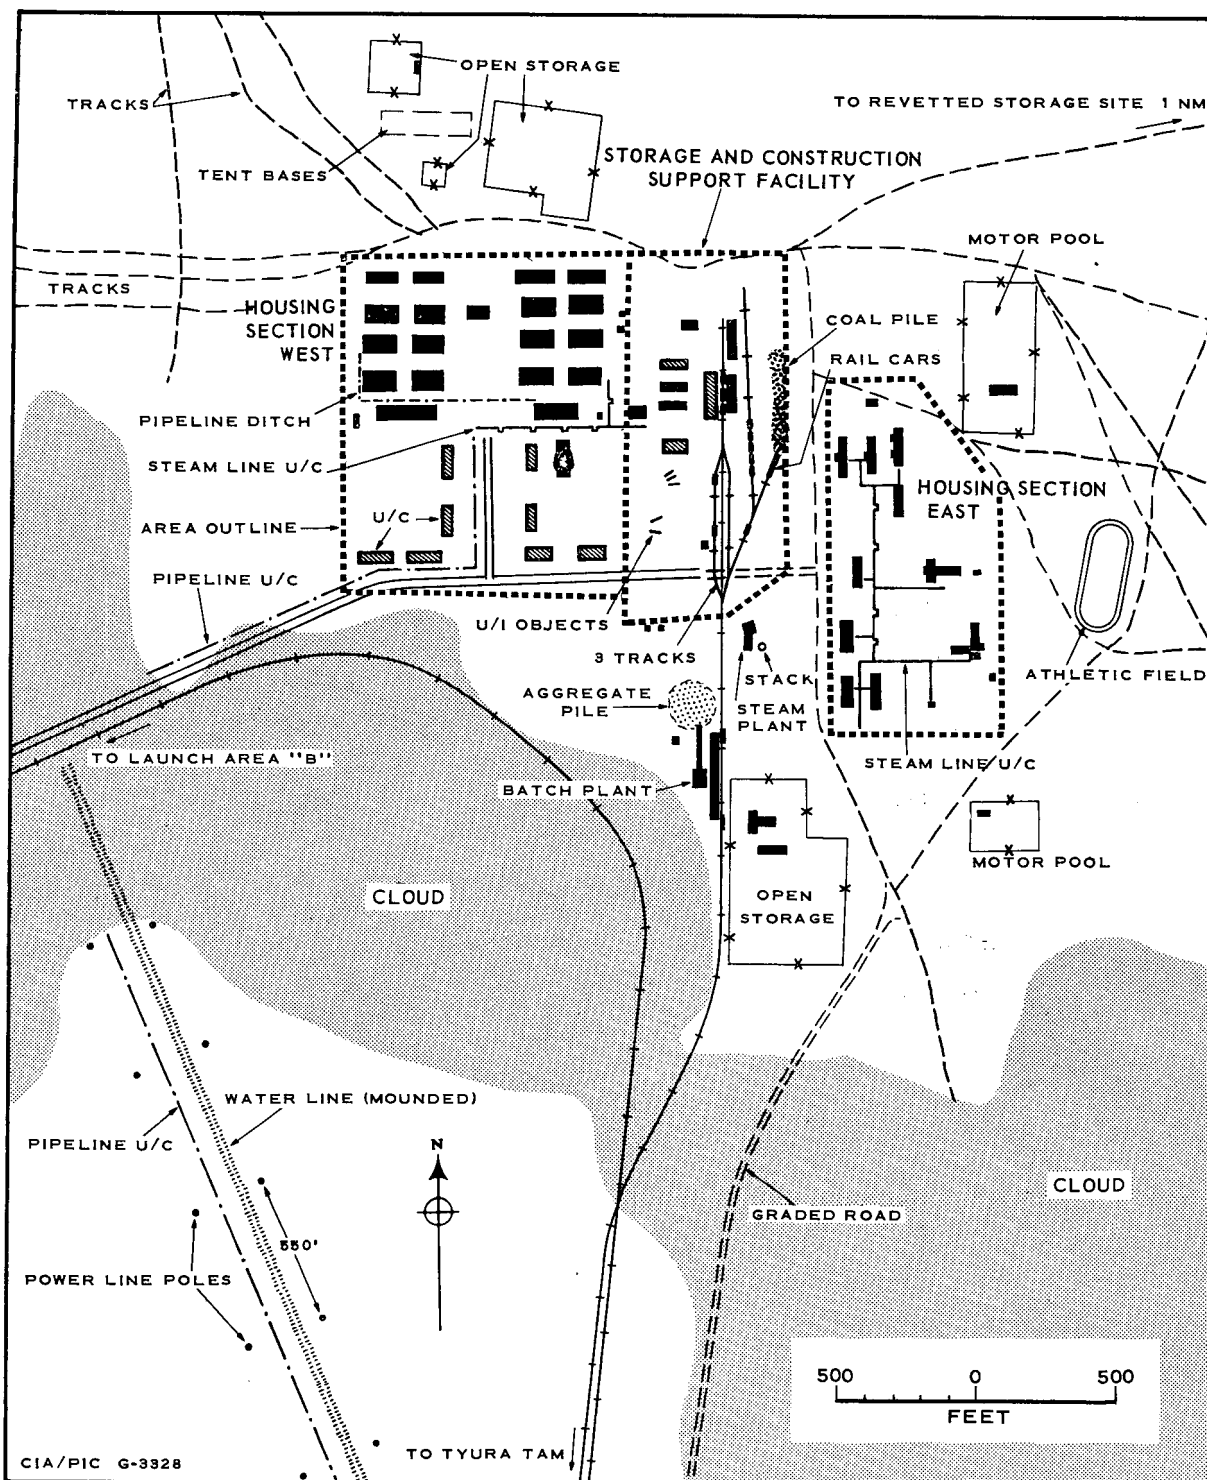 OPEN STORAGE
TRACKS
TO REVETTED STORAGE SITE 1 NM
TENT BASES
STORAGE AND CONSTRUCTION
SUPPORT FACILITY
MOTOR POOL
TRACKS
HOUSING
SECTION
WEST
COAL PILE
RAIL CARS
PIPELINE DITCH
STEAM LINE U/C
HOUSING SECTION
EAST
AREA OUTLINE
U/C
PIPELINE U/C
U/I OBJECTS
3 TRACKS
STACK
ATHLETIC FIELD
AGGREGATE
PILE
STEAM
PLANT
TO LAUNCH AREA "B"
STEAM LINE U/C
BATCH PLANT
MOTOR POOL
CLOUD
OPEN
STORAGE
WATER LINE (MOUNDED)
PIPELINE U/C
N
CLOUD
GRADED ROAD
550'
POWER LINE POLES
500 0 500
FEET
TO TYURA TAM
CIA/PIC G-3328